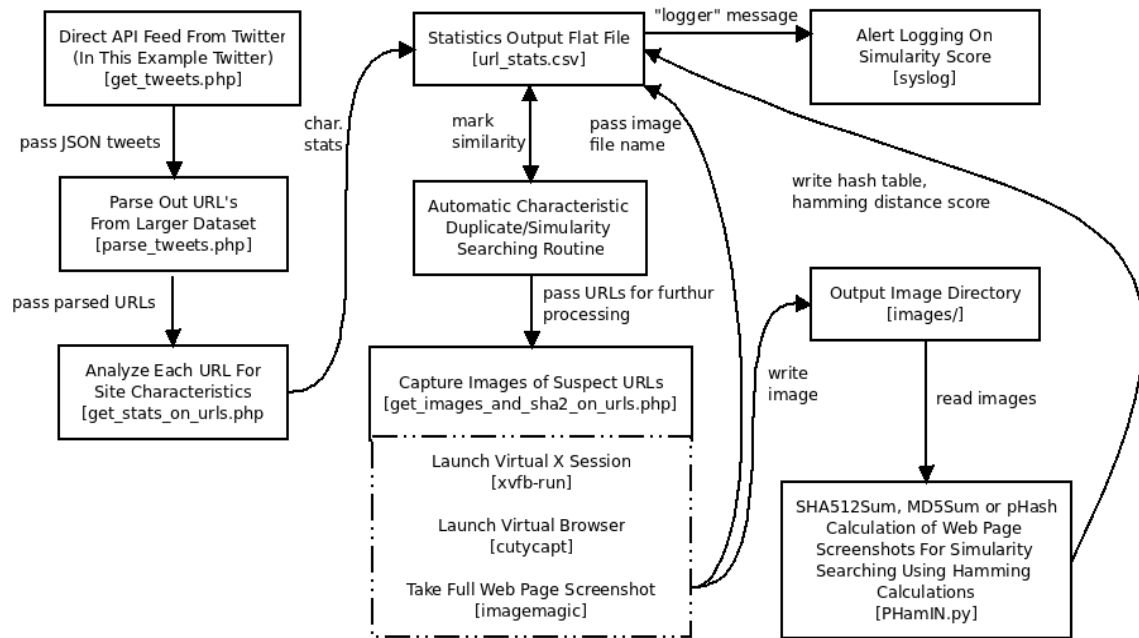 Direct API Feed From Twitter
(In This Example Twitter)
[get_tweets.php]
pass JSON tweets
Parse Out URL's
From Larger Dataset
[parse_tweets.php]
pass parsed URLs
Analyze Each URL For
Site Characteristics
[get_stats_on_urls.php
char.
stats
Statistics Output Flat File
[url_stats.csv]
"logger" message
Alert Logging On
Simularity Score
[syslog]
mark
similarity
pass image
file name
write hash table,
hamming distance score
Automatic Characteristic
Duplicate/Simularity
Searching Routine
pass URLs for furthur
processing
Capture Images of Suspect URLs
[get_images_and_sha2_on_urls.php]
Launch Virtual X Session
[xvfb-run]
Launch Virtual Browser
[cutycapt]
Take Full Web Page Screenshot
[imagemagic]
write
image
Output Image Directory
[images/]
read images
SHA512Sum, MD5Sum or pHash
Calculation of Web Page
Screenshots For Simularity
Searching Using Hamming
Calculations
[PHamIN.py]